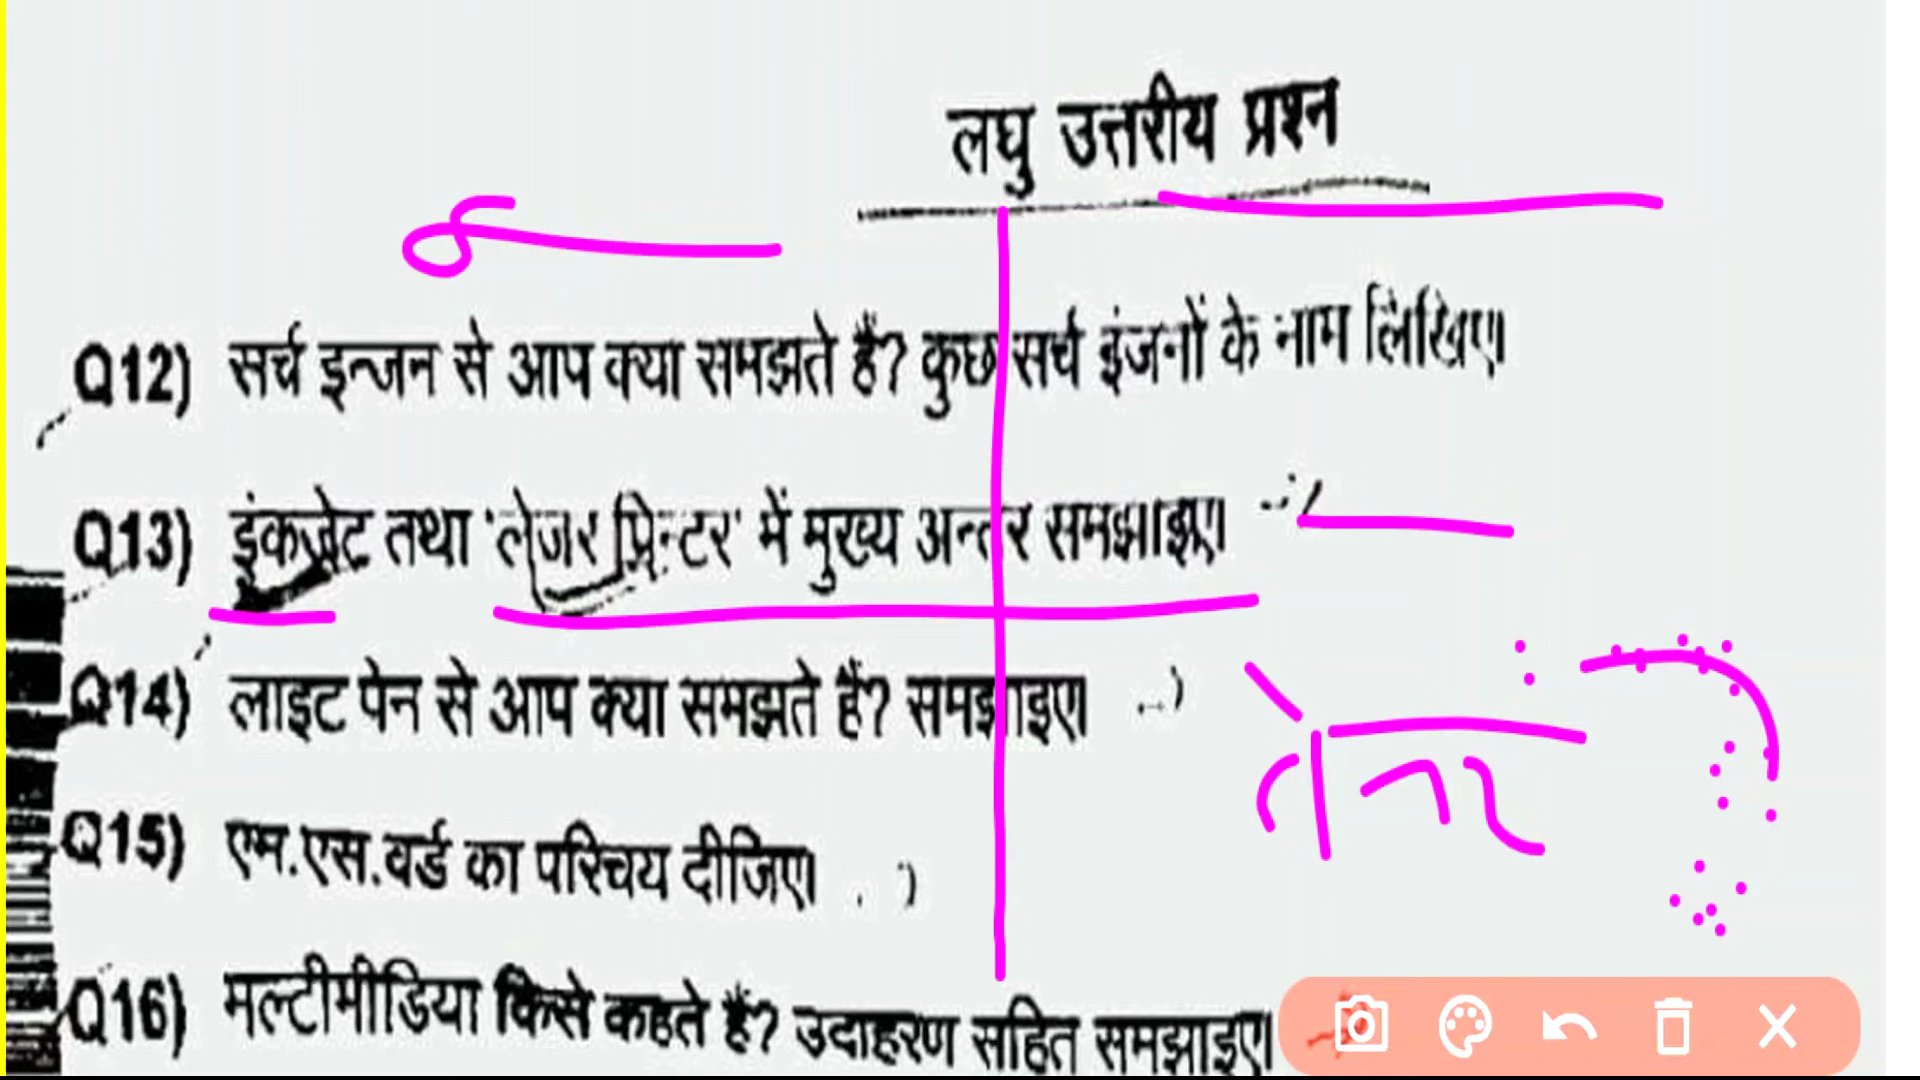 लघु उत्तरीय प्रश्न
Q12) सर्च इन्जन से आप क्या समझते हैं? कुछ सर्च इंजनों के नाम लिखिए।
Q13) इंकजेट तथा 'लेजर प्रिन्टर' में मुख्य अन्तर समझाइए।
Q14) लाइट पेन से आप क्या समझते हैं? समझाइए।
Q15) एम.एस.वर्ड का परिचय दीजिए।
Q16) मल्टीमीडिया किसे कहते हैं? उदाहरण सहित समझाइए।